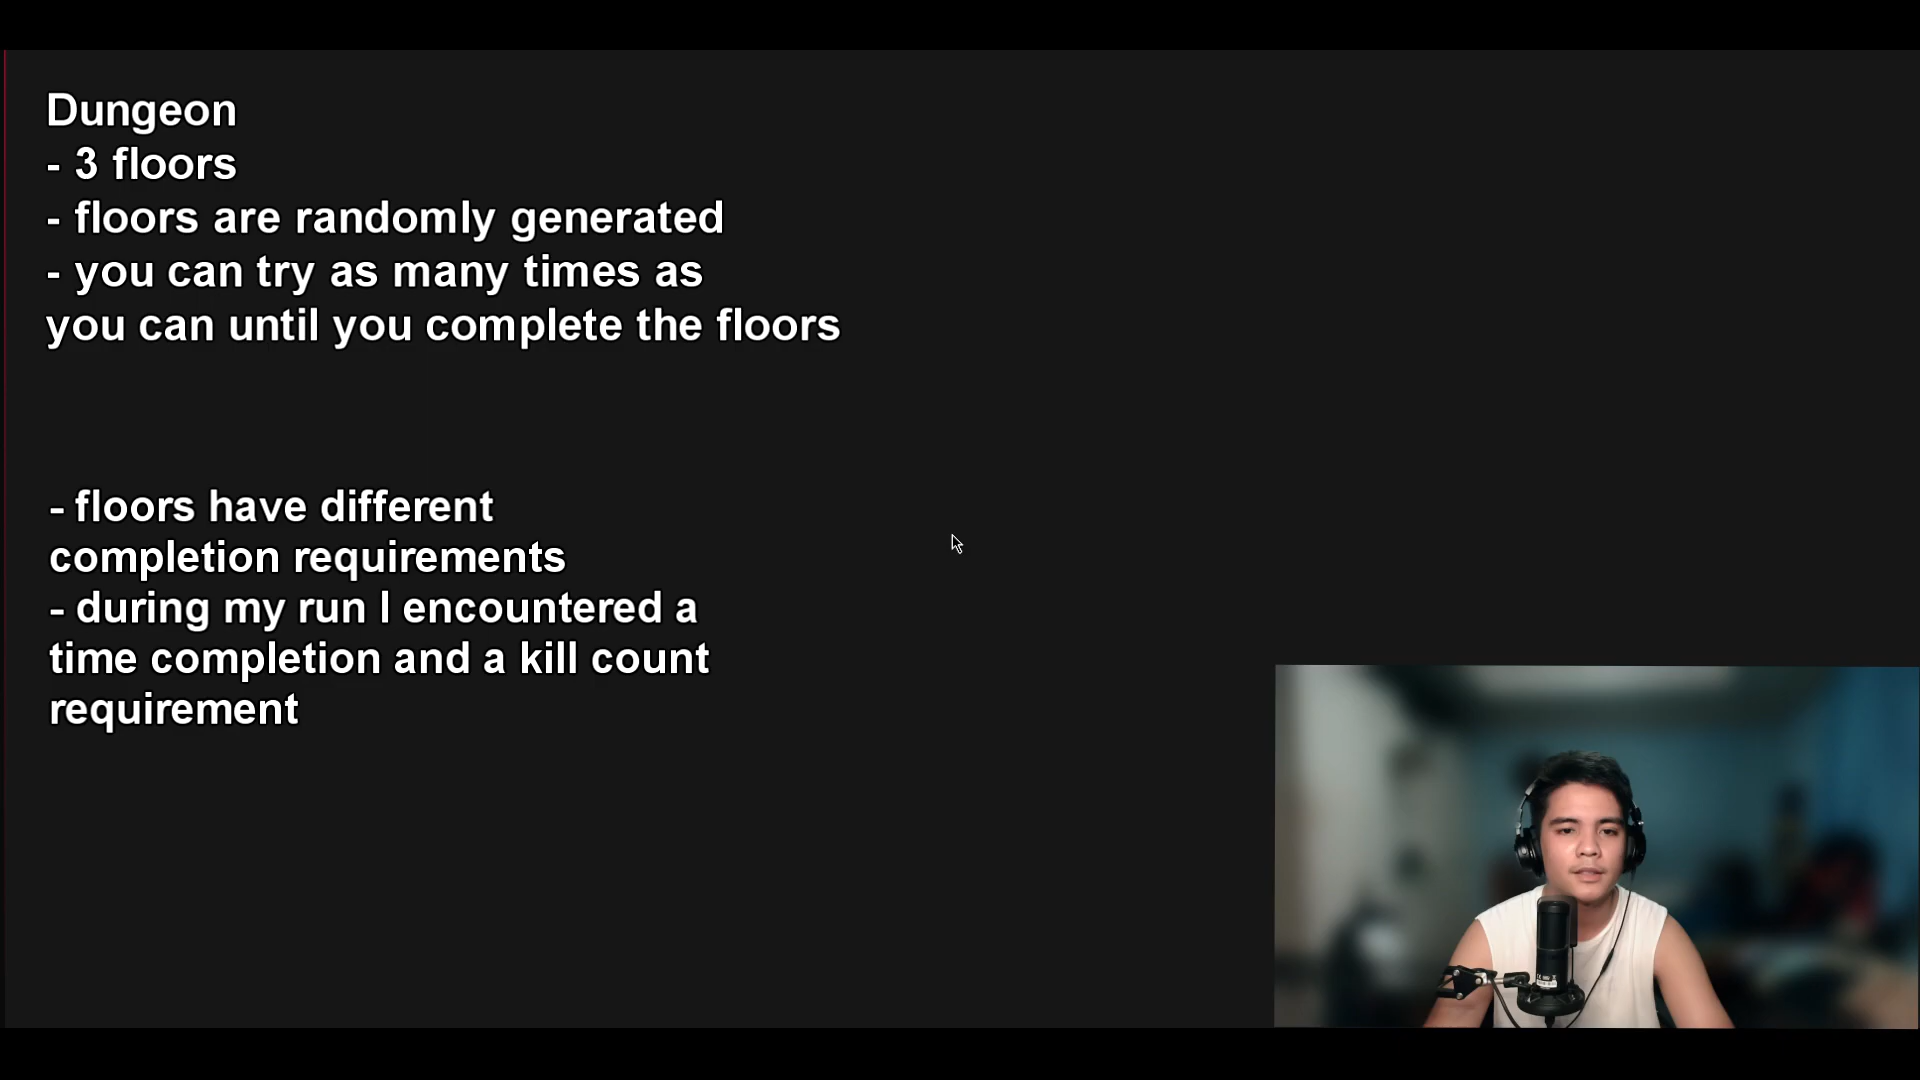 Dungeon
- 3 floors
- floors are randomly generated
- you can try as many times as
you can until you complete the floors
- floors have different
completion requirements
- during my run I encountered a
time completion and a kill count
requirement